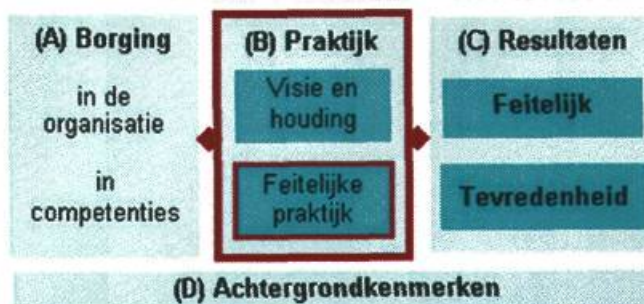 (A) Borging
in de
organisatie
in
competenties
(B) Praktijk
Visie en
houding
Feitelijke
praktijk
(C) Resultaten
Feitelijk
Tevredenheid
(D) Achtergrondkenmerken